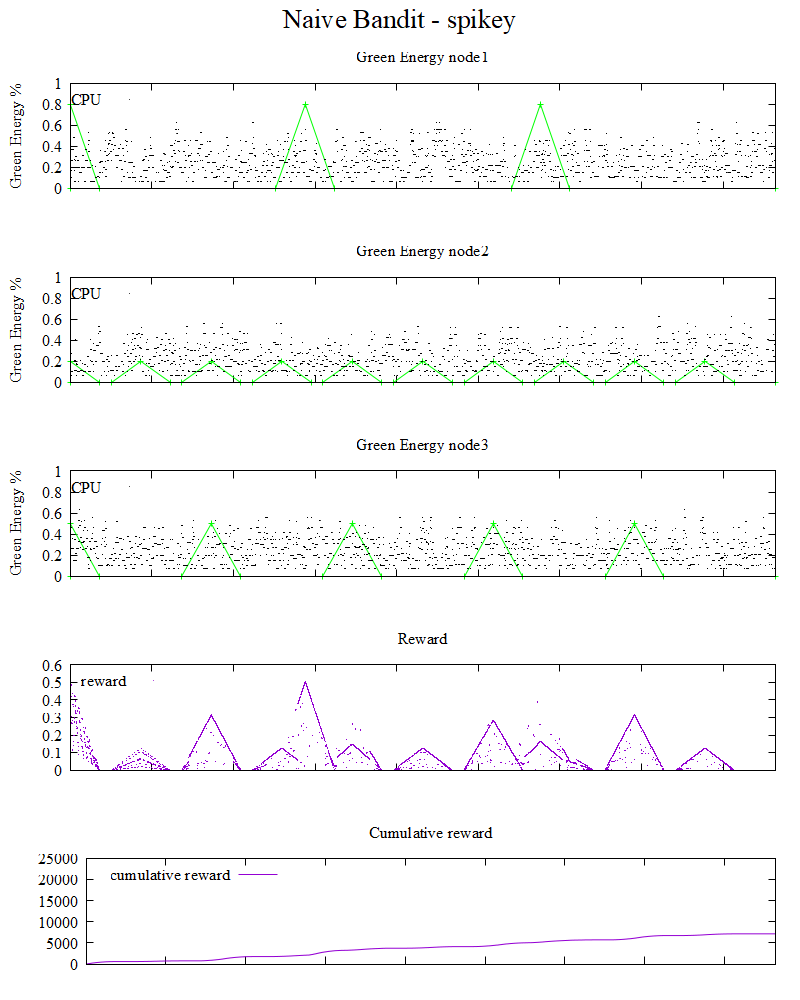 Naive Bandit - spikey
Green Energy node1
Green Energy %
1
0.8
0.6
0.4
0.2
0
CPU
Green Energy node2
Green Energy %
1
0.8
0.6
0.4
0.2
0
CPU
Green Energy node3
Green Energy %
1
0.8
0.6
0.4
0.2
0
CPU
Reward
0.6
0.5
0.4
0.3
0.2
0.1
0
reward
Cumulative reward
25000
20000
15000
10000
5000
0
cumulative reward